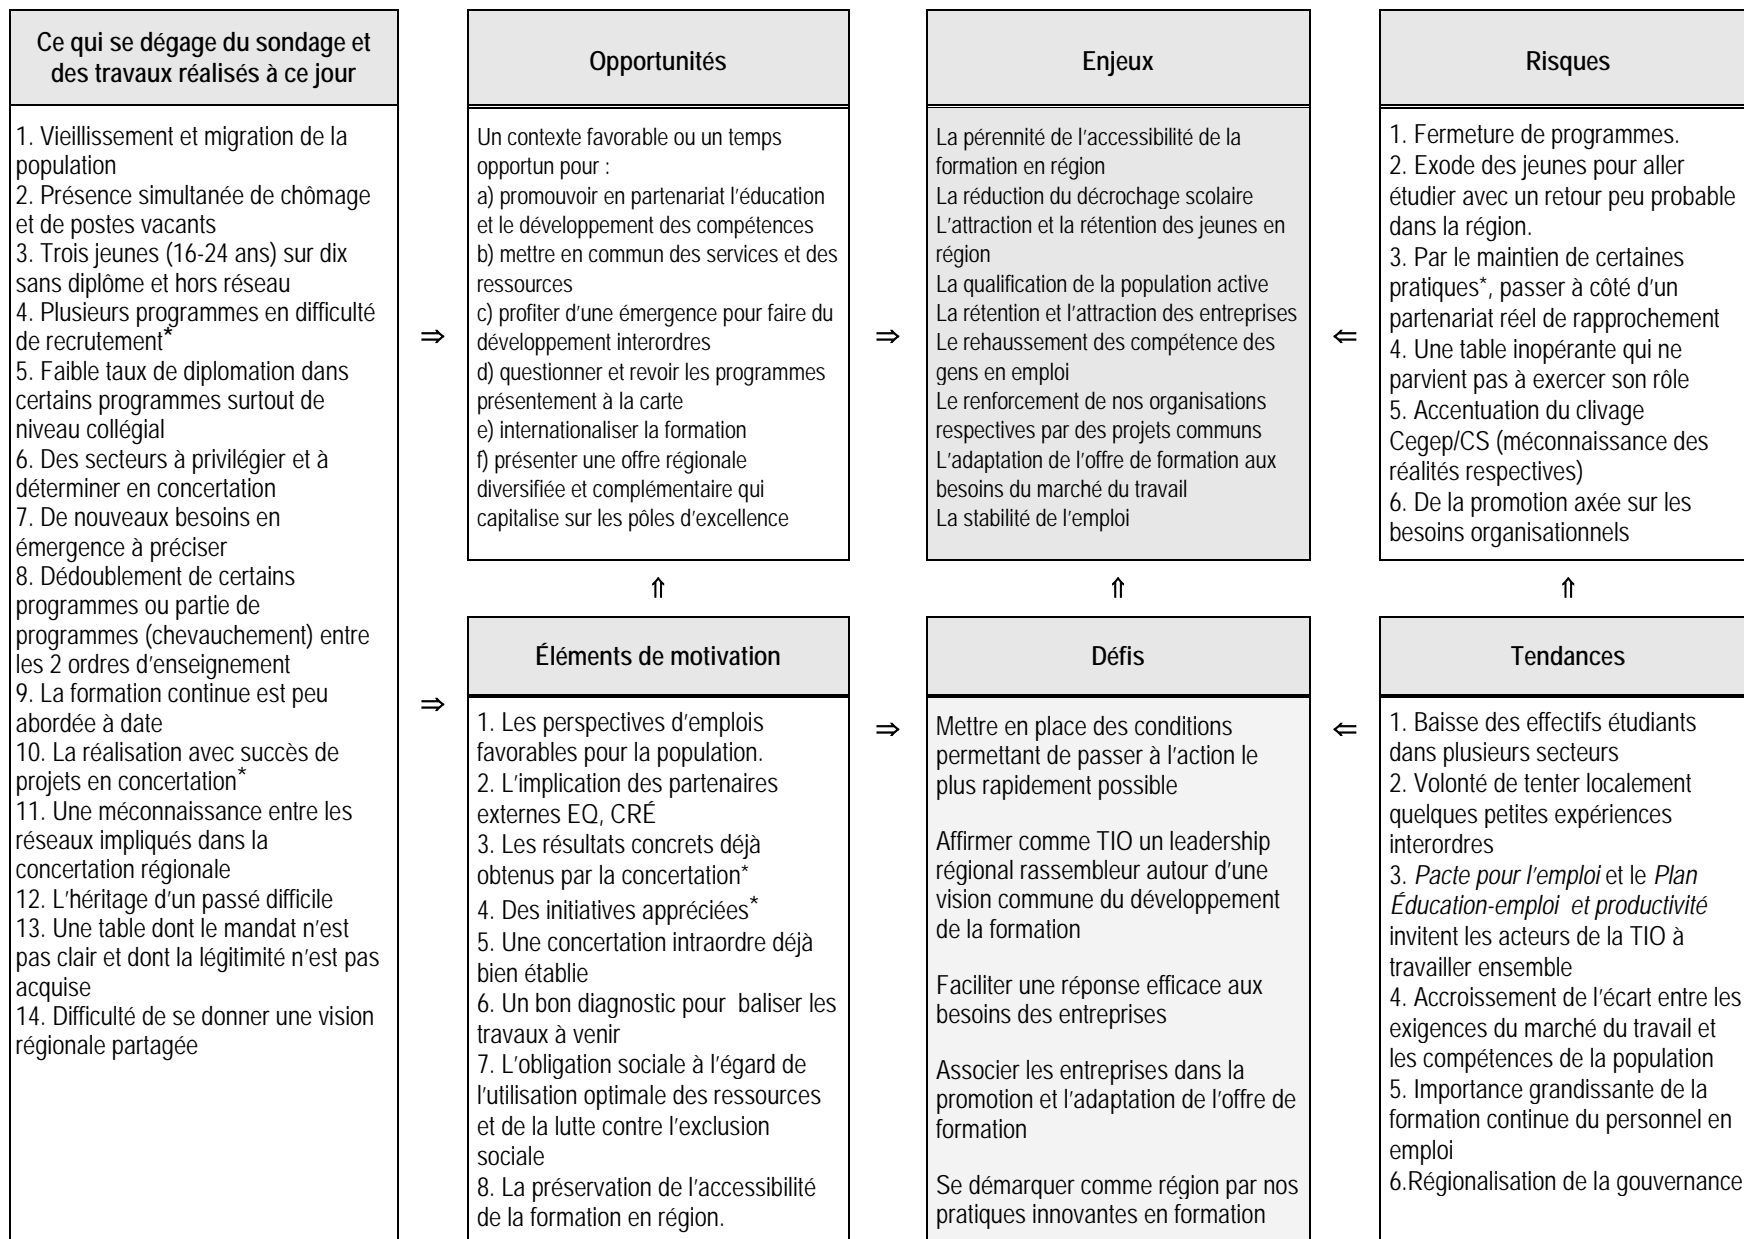 Ce qui se dégage du sondage et
des travaux réalisés à ce jour
1. Vieillissement et migration de la
population
2. Présence simultanée de chômage
et de postes vacants
3. Trois jeunes (16-24 ans) sur dix
sans diplôme et hors réseau
4. Plusieurs programmes en difficulté
de recrutement*
5. Faible taux de diplomation dans
certains programmes surtout de
niveau collégial
6. Des secteurs à privilégier et à
déterminer en concertation
7. De nouveaux besoins en
émergence à préciser
8. Dédoublement de certains
programmes ou partie de
programmes (chevauchement) entre
les 2 ordres d'enseignement
9. La formation continue est peu
abordée à date
10. La réalisation avec succès de
projets en concertation*
11. Une méconnaissance entre les
réseaux impliqués dans la
concertation régionale
12. L'héritage d'un passé difficile
13. Une table dont le mandat n'est
pas clair et dont la légitimité n'est pas
acquise
14. Difficulté de se donner une vision
régionale partagée
⇒
⇒
Opportunités
Un contexte favorable ou un temps
opportun pour :
a) promouvoir en partenariat l'éducation
et le développement des compétences
b) mettre en commun des services et des
ressources
c) profiter d'une émergence pour faire du
développement interordres
d) questionner et revoir les programmes
présentement à la carte
e) internationaliser la formation
f) présenter une offre régionale
diversifiée et complémentaire qui
capitalise sur les pôles d'excellence
⇑
Éléments de motivation
1. Les perspectives d'emplois
favorables pour la population.
2. L'implication des partenaires
externes EQ, CRÉ
3. Les résultats concrets déjà
obtenus par la concertation*
4. Des initiatives appréciées*
5. Une concertation intraordre déjà
bien établie
6. Un bon diagnostic pour baliser les
travaux à venir
7. L'obligation sociale à l'égard de
l'utilisation optimale des ressources
et de la lutte contre l'exclusion
sociale
8. La préservation de l'accessibilité
de la formation en région.
⇒
⇒
Enjeux
La pérennité de l'accessibilité de la
formation en région
La réduction du décrochage scolaire
L'attraction et la rétention des jeunes en
région
La qualification de la population active
La rétention et l'attraction des entreprises
Le rehaussement des compétence des
gens en emploi
Le renforcement de nos organisations
respectives par des projets communs
L'adaptation de l'offre de formation aux
besoins du marché du travail
La stabilité de l'emploi
⇑
Défis
Mettre en place des conditions
permettant de passer à l'action le
plus rapidement possible
Affirmer comme TIO un leadership
régional rassembleur autour d'une
vision commune du développement
de la formation
Faciliter une réponse efficace aux
besoins des entreprises
Associer les entreprises dans la
promotion et l'adaptation de l'offre de
formation
Se démarquer comme région par nos
pratiques innovantes en formation
⇐
⇐
Risques
1. Fermeture de programmes.
2. Exode des jeunes pour aller
étudier avec un retour peu probable
dans la région.
3. Par le maintien de certaines
pratiques*, passer à côté d'un
partenariat réel de rapprochement
4. Une table inopérante qui ne
parvient pas à exercer son rôle
5. Accentuation du clivage
Cegep/CS (méconnaissance des
réalités respectives)
6. De la promotion axée sur les
besoins organisationnels
⇑
Tendances
1. Baisse des effectifs étudiants
dans plusieurs secteurs
2. Volonté de tenter localement
quelques petites expériences
interordres
3. Pacte pour l'emploi et le Plan
Éducation-emploi et productivité
invitent les acteurs de la TIO à
travailler ensemble
4. Accroissement de l'écart entre les
exigences du marché du travail et
les compétences de la population
5. Importance grandissante de la
formation continue du personnel en
emploi
6.Régionalisation de la gouvernance